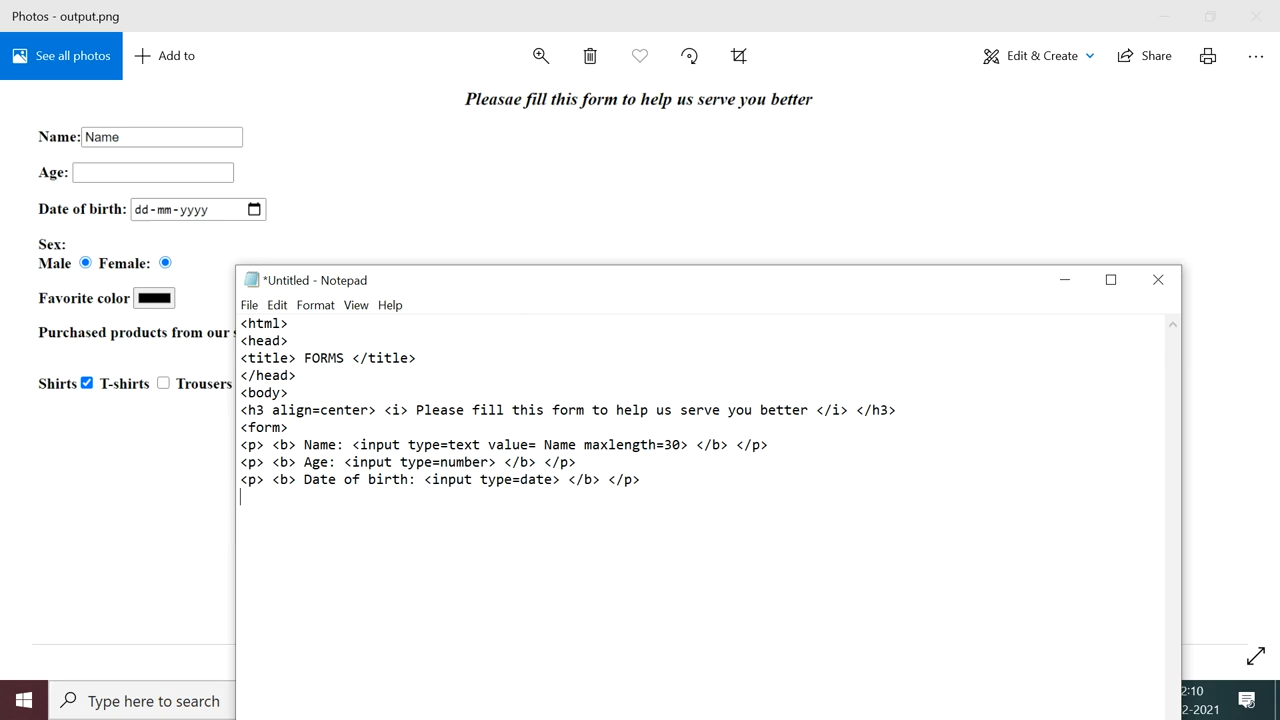 Photos - output.png
See all photos
Add to
Edit & Create
Share
Pleasae fill this form to help us serve you better
Name: Name
Age:
Date of birth: dd-mm-yyyy
Sex:
Male Female:
Favorite color
Purchased products from our
Shirts T-shirts Trousers
*Untitled - Notepad
File Edit Format View Help
<html>
<head>
<title> FORMS </title>
</head>
<body>
<h3 align=center> <i> Please fill this form to help us serve you better </i> </h3>
<form>
<p> <b> Name: <input type=text value= Name maxlength=30> </b> </p>
<p> <b> Age: <input type=number> </b> </p>
<p> <b> Date of birth: <input type=date> </b> </p>
Type here to search
2:10
2-2021